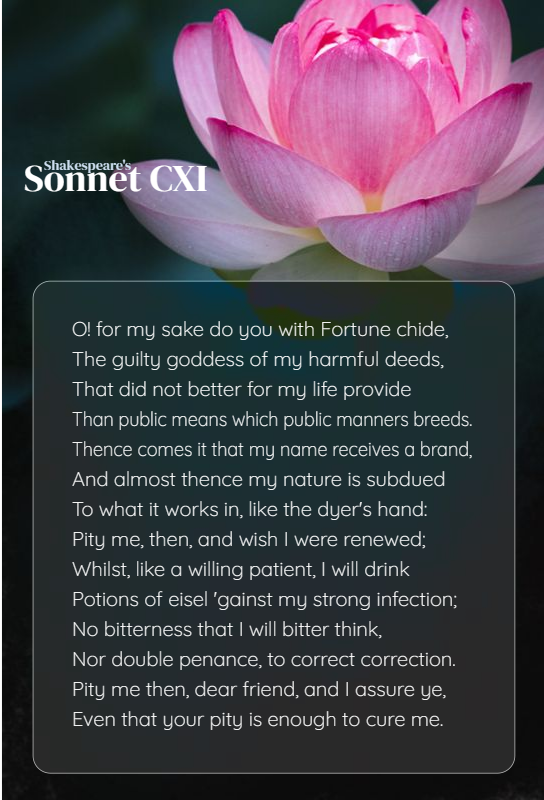 Shakespeare's
Sonnet CXI
O! for my sake do you with Fortune chide,
The guilty goddess of my harmful deeds,
That did not better for my life provide
Than public means which public manners breeds.
Thence comes it that my name receives a brand,
And almost thence my nature is subdued
To what it works in, like the dyer's hand:
Pity me, then, and wish I were renewed;
Whilst, like a willing patient, I will drink
Potions of eisel 'gainst my strong infection;
No bitterness that I will bitter think,
Nor double penance, to correct correction.
Pity me then, dear friend, and I assure ye,
Even that your pity is enough to cure me.